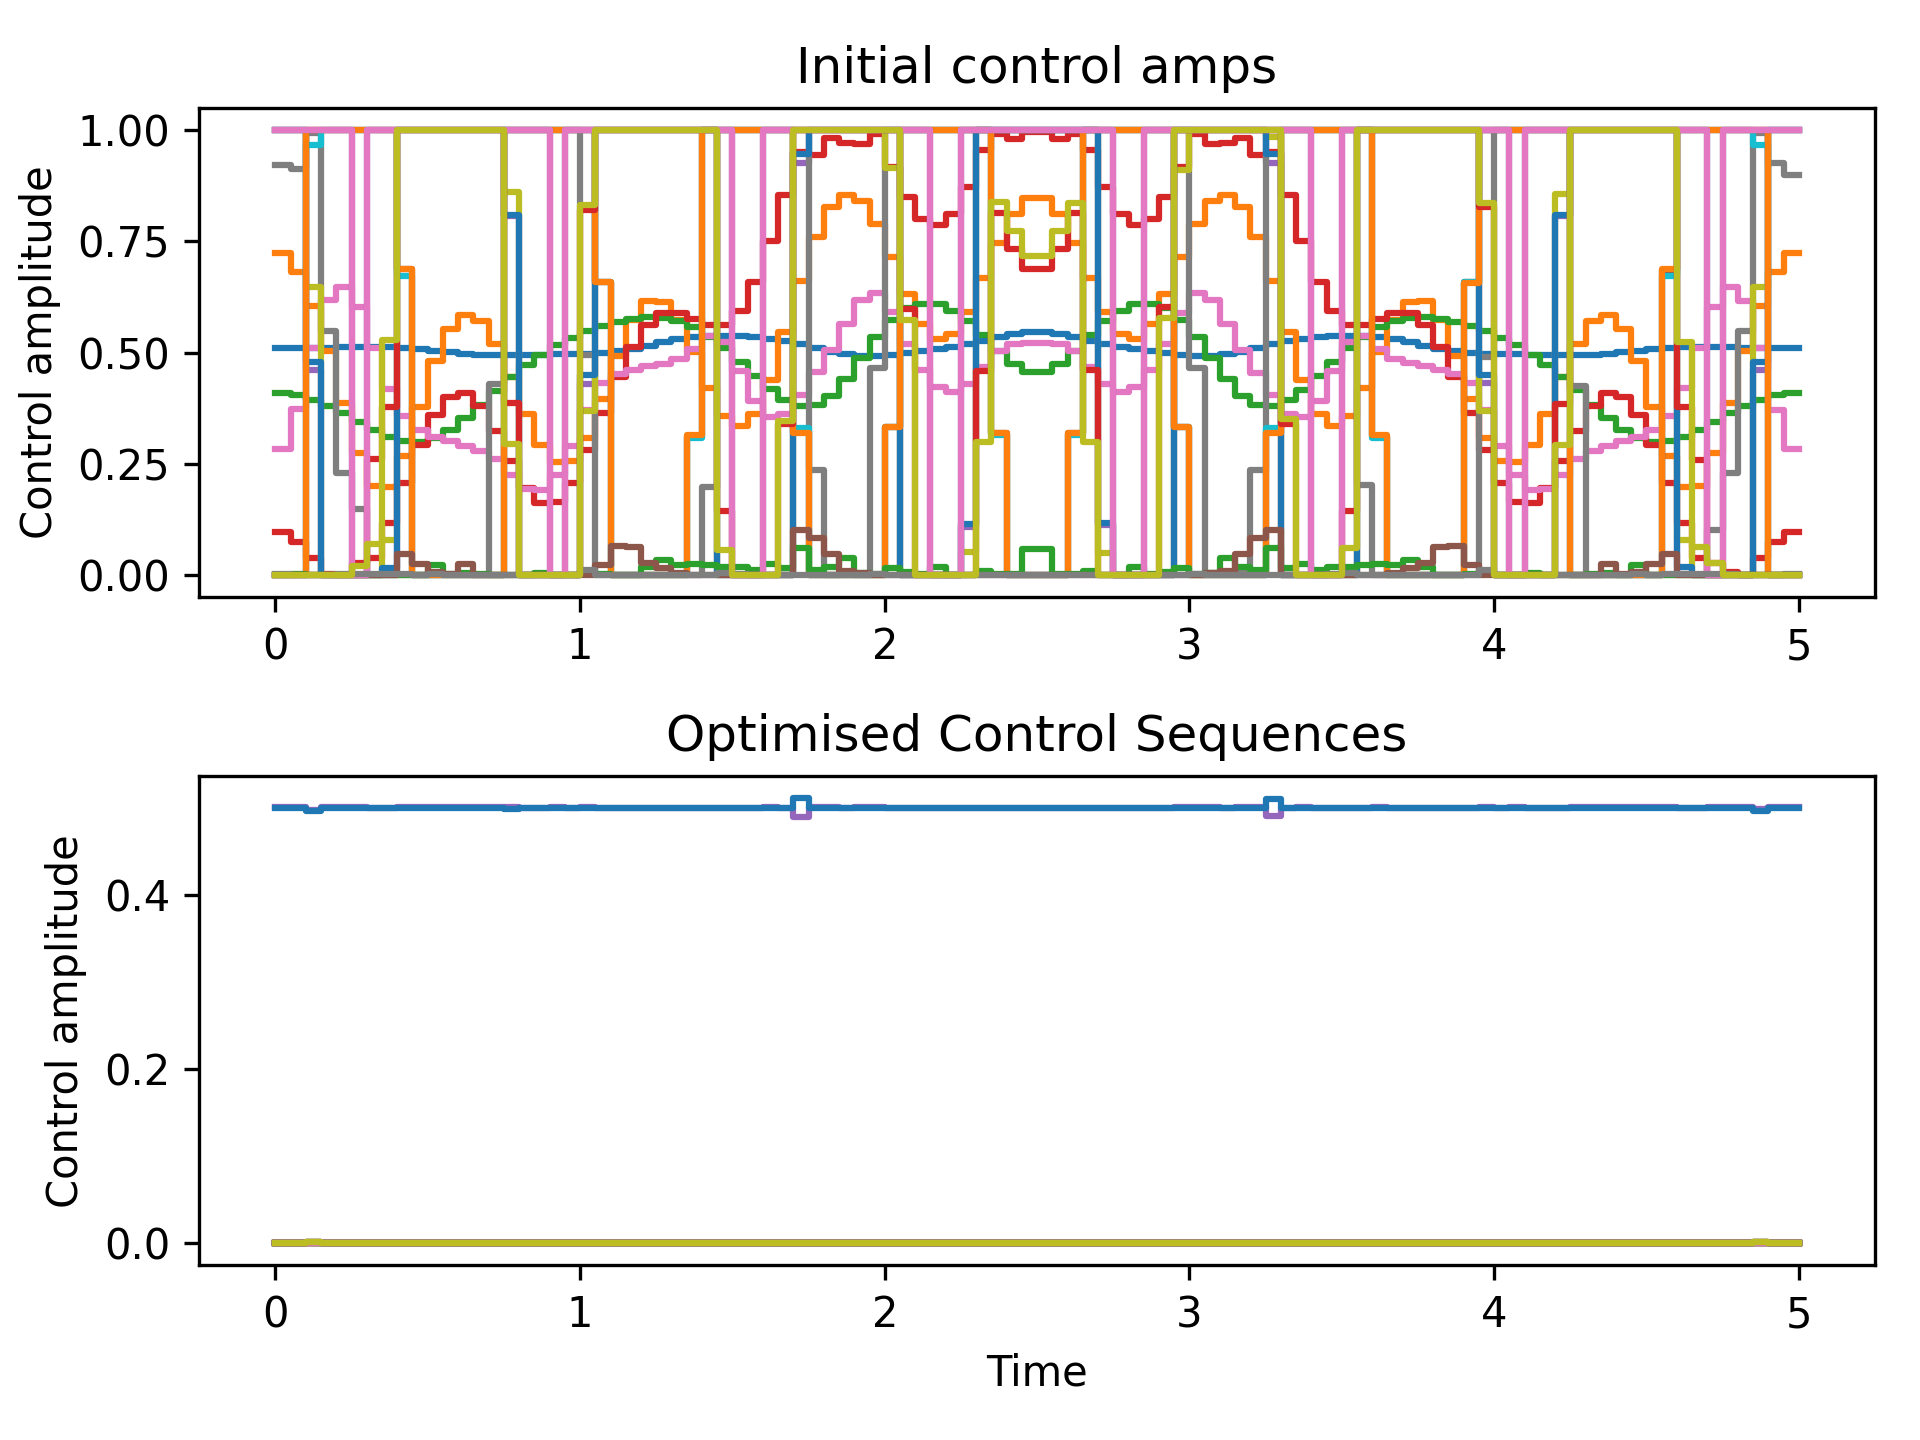 Initial control amps
Control amplitude
1.00
0.75
0.50
0.25
0.00
0 1 2 3 4 5
Optimised Control Sequences
Control amplitude
0.4
0.2
0.0
0 1 2 3 4 5
Time